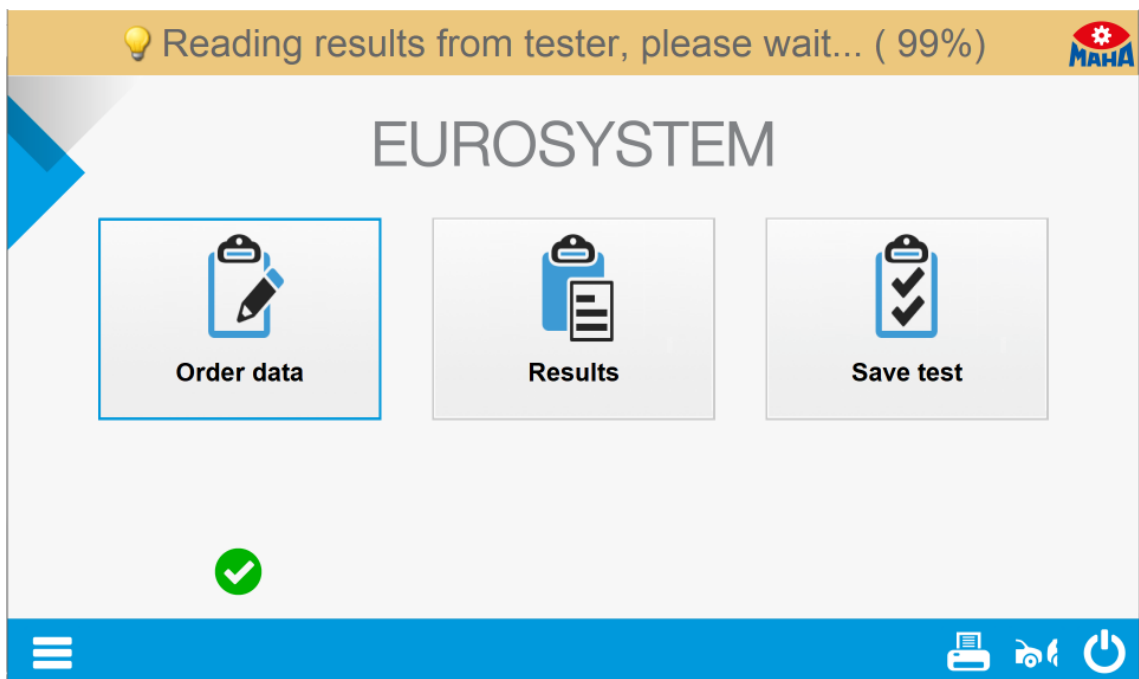 Reading results from tester, please wait... ( 99%)
MAHA
EUROSYSTEM
Order data
Results
Save test